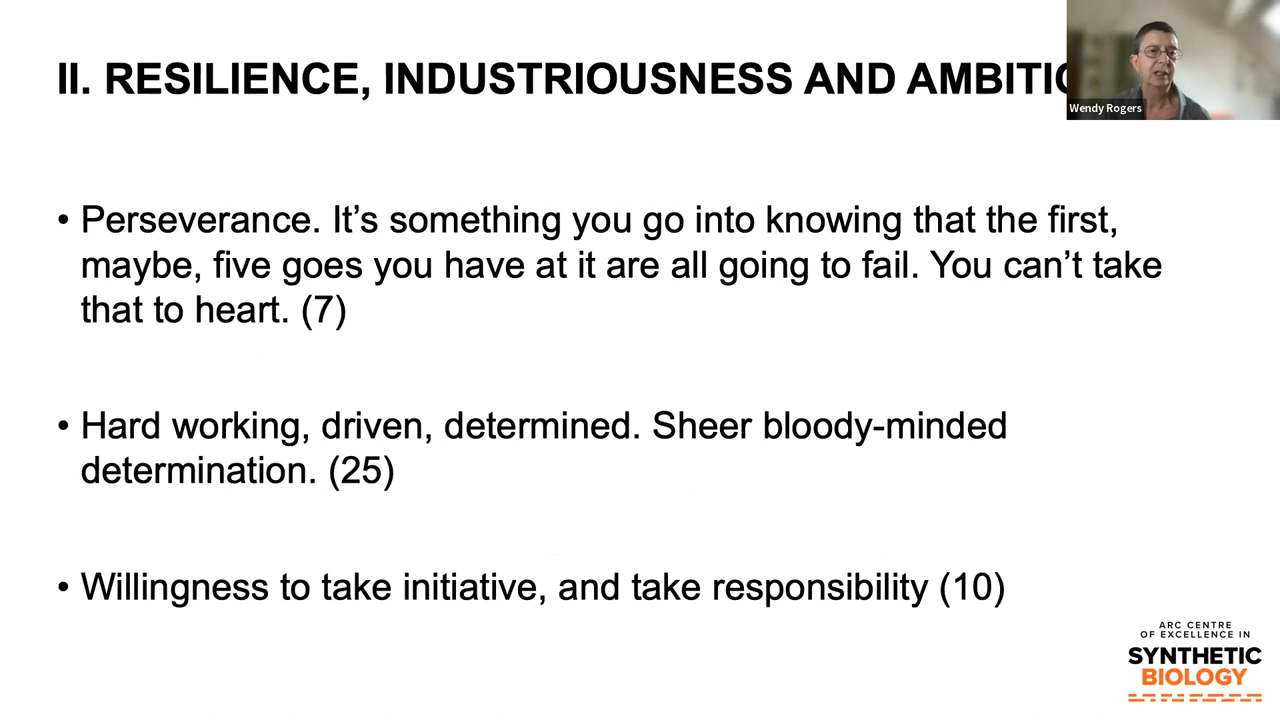 II. RESILIENCE, INDUSTRIOUSNESS AND AMBITIO
Wendy Rogers
• Perseverance. It’s something you go into knowing that the first,
maybe, five goes you have at it are all going to fail. You can’t take
that to heart. (7)
• Hard working, driven, determined. Sheer bloody-minded
determination. (25)
• Willingness to take initiative, and take responsibility (10)
ARC CENTRE
OF EXCELLENCE IN
SYNTHETIC
BIOLOGY